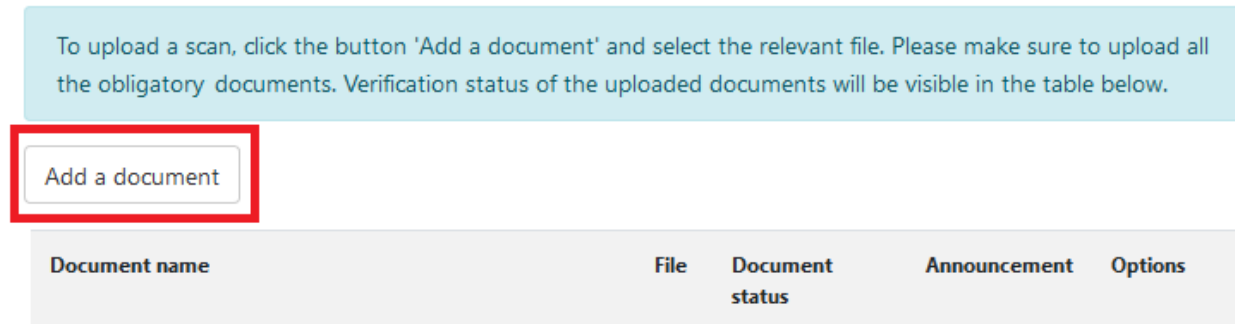 To upload a scan, click the button 'Add a document' and select the relevant file. Please make sure to upload all
the obligatory documents. Verification status of the uploaded documents will be visible in the table below.
Add a document
Document name File Document status Announcement Options